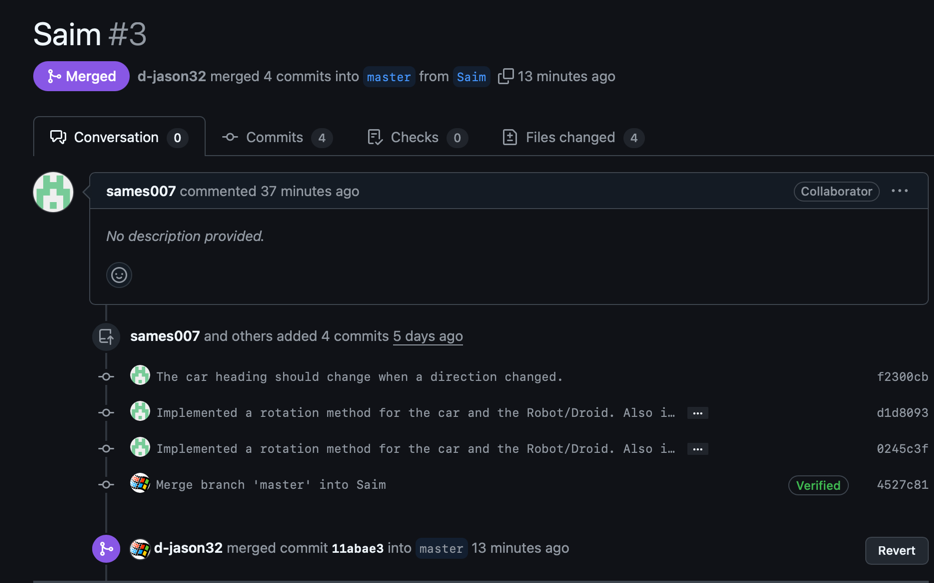 Saim #3
Merged d-jason32 merged 4 commits into master from Saim 13 minutes ago
Conversation 0 Commits 4 Checks 0 Files changed 4
sames007 commented 37 minutes ago Collaborator ...
No description provided.
sames007 and others added 4 commits 5 days ago
The car heading should change when a direction changed. f2300cb
Implemented a rotation method for the car and the Robot/Droid. Also i… ... d1d8093
Implemented a rotation method for the car and the Robot/Droid. Also i… ... 0245c3f
Merge branch 'master' into Saim Verified 4527c81
d-jason32 merged commit 11abae3 into master 13 minutes ago Revert